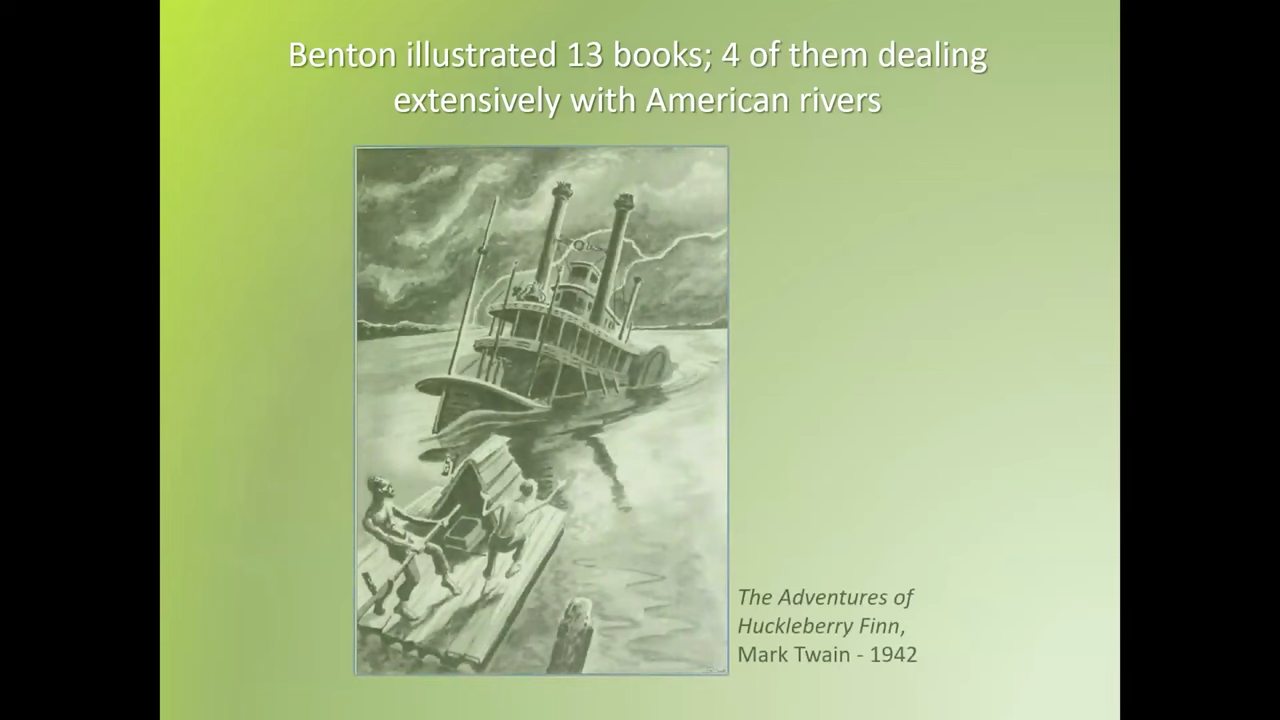 Benton illustrated 13 books; 4 of them dealing
extensively with American rivers
The Adventures of
Huckleberry Finn,
Mark Twain - 1942